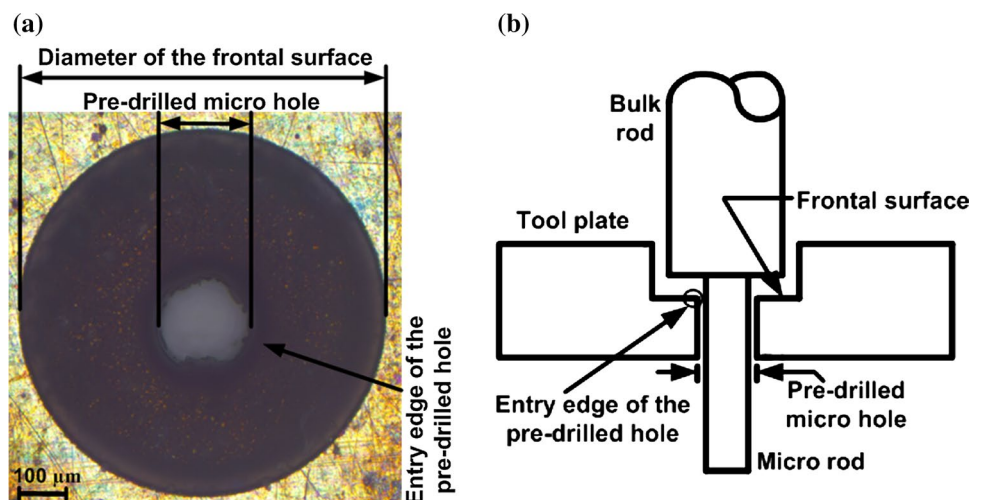 (a)
Diameter of the frontal surface
Pre-drilled micro hole
Entry edge of the
pre-drilled hole
100 µm
(b)
Bulk
rod
Frontal surface
Tool plate
Entry edge of the
pre-drilled hole
Pre-drilled
micro hole
Micro rod